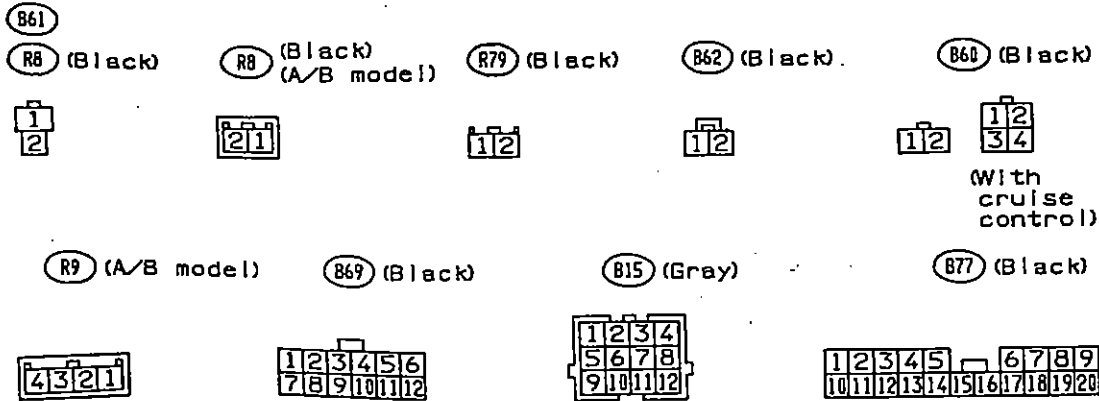 B61
R8 (Black)
R8 (Black)
(A/B model)
R79 (Black)
B62 (Black).
B60 (Black)
1
2
2 1
1 2
1 2
1 2
1 2
3 4
(With
cruise
control)
R9 (A/B model)
B69 (Black)
B15 (Gray)
B77 (Black)
4 3 2 1
1 2 3 4 5 6
7 8 9 10 11 12
1 2 3 4
5 6 7 8
9 10 11 12
1 2 3 4 5 6 7 8 9
10 11 12 13 14 15 16 17 18 19 20